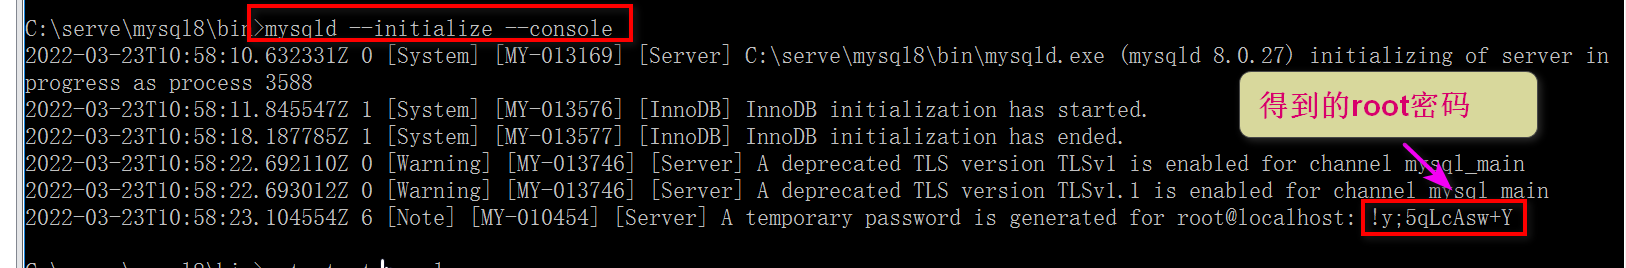 C:\serve\mysql8\bin>mysqld --initialize --console
2022-03-23T10:58:10.632331Z 0 [System] [MY-013169] [Server] C:\serve\mysql8\bin\mysqld.exe (mysqld 8.0.27) initializing of server in
progress as process 3588
得到的root密码
2022-03-23T10:58:11.845547Z 1 [System] [MY-013576] [InnoDB] InnoDB initialization has started.
2022-03-23T10:58:18.187785Z 1 [System] [MY-013577] [InnoDB] InnoDB initialization has ended.
2022-03-23T10:58:22.692110Z 0 [Warning] [MY-013746] [Server] A deprecated TLS version TLSv1 is enabled for channel mysql_main
2022-03-23T10:58:22.693012Z 0 [Warning] [MY-013746] [Server] A deprecated TLS version TLSv1.1 is enabled for channel mysql_main
2022-03-23T10:58:23.104554Z 6 [Note] [MY-010454] [Server] A temporary password is generated for root@localhost: !y;5qLcAsw+Y